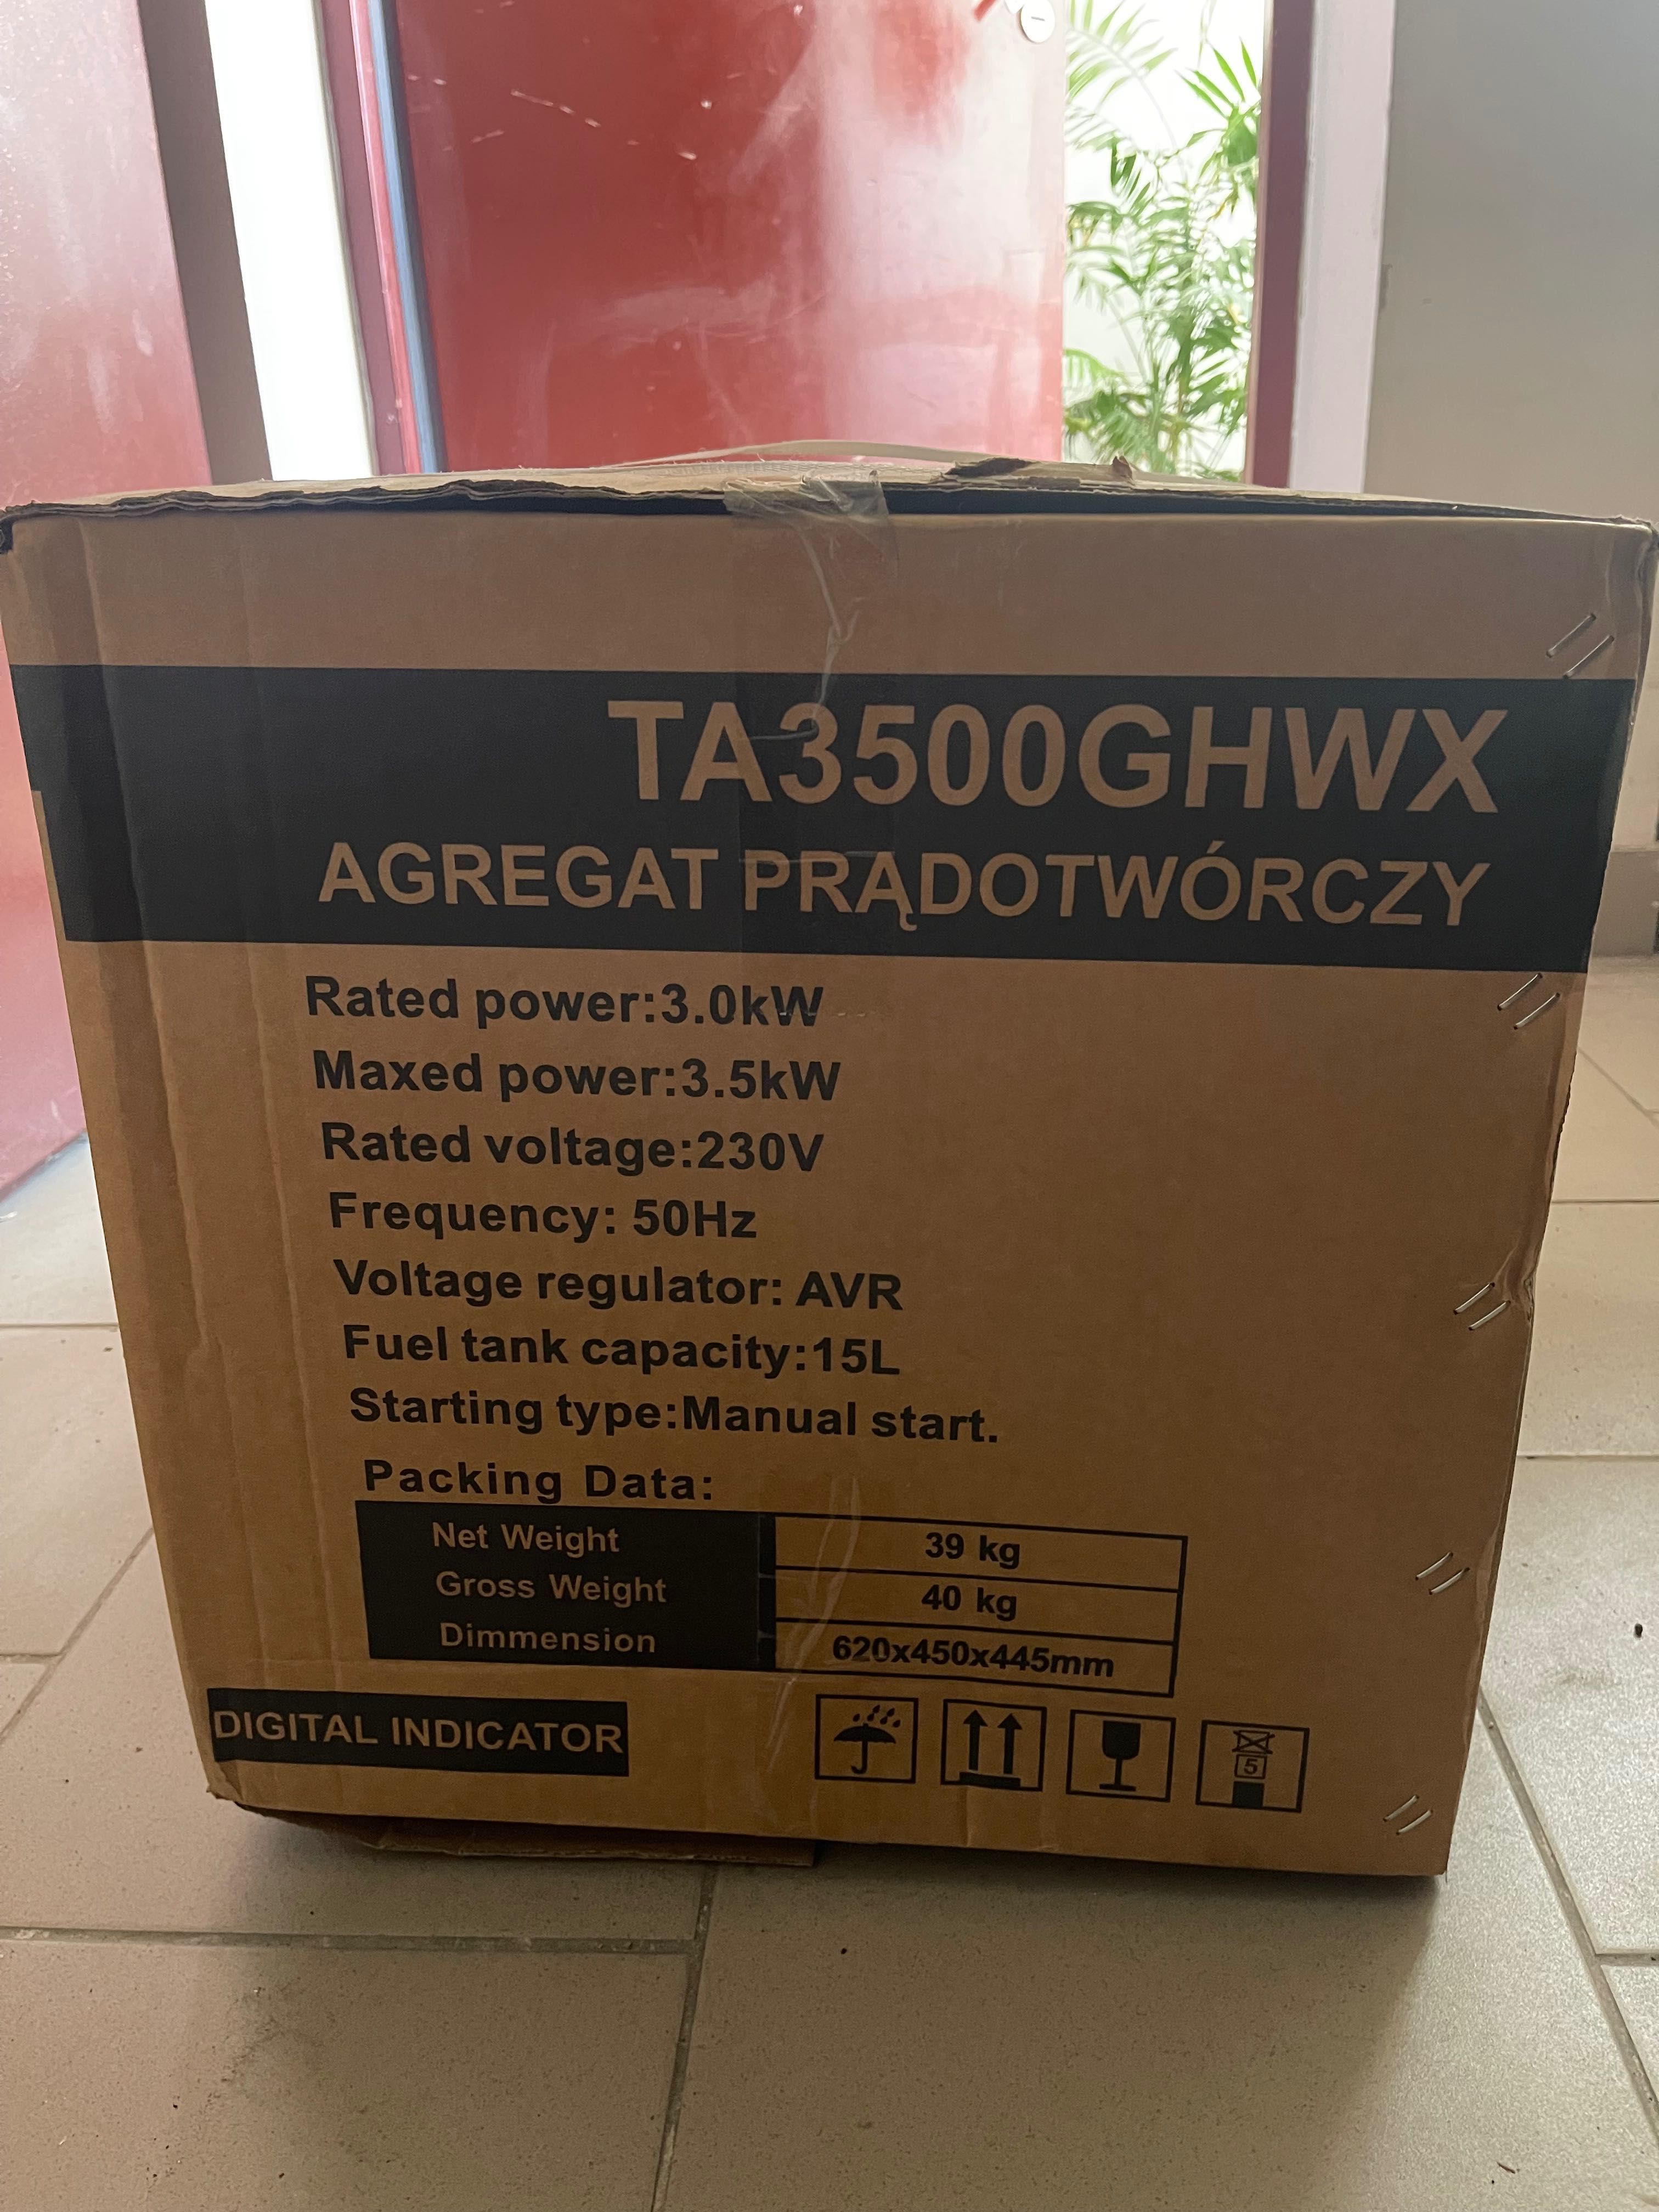 TA3500GHWX
AGREGAT PRĄDOTWÓRCZY
Rated power:3.0kW
Maxed power:3.5kW
Rated voltage:230V
Frequency: 50Hz
Voltage regulator: AVR
Fuel tank capacity:15L
Starting type:Manual start.
Packing Data:
Net Weight 39 kg
Gross Weight 40 kg
Dimmension 620x450x445mm
DIGITAL INDICATOR
5